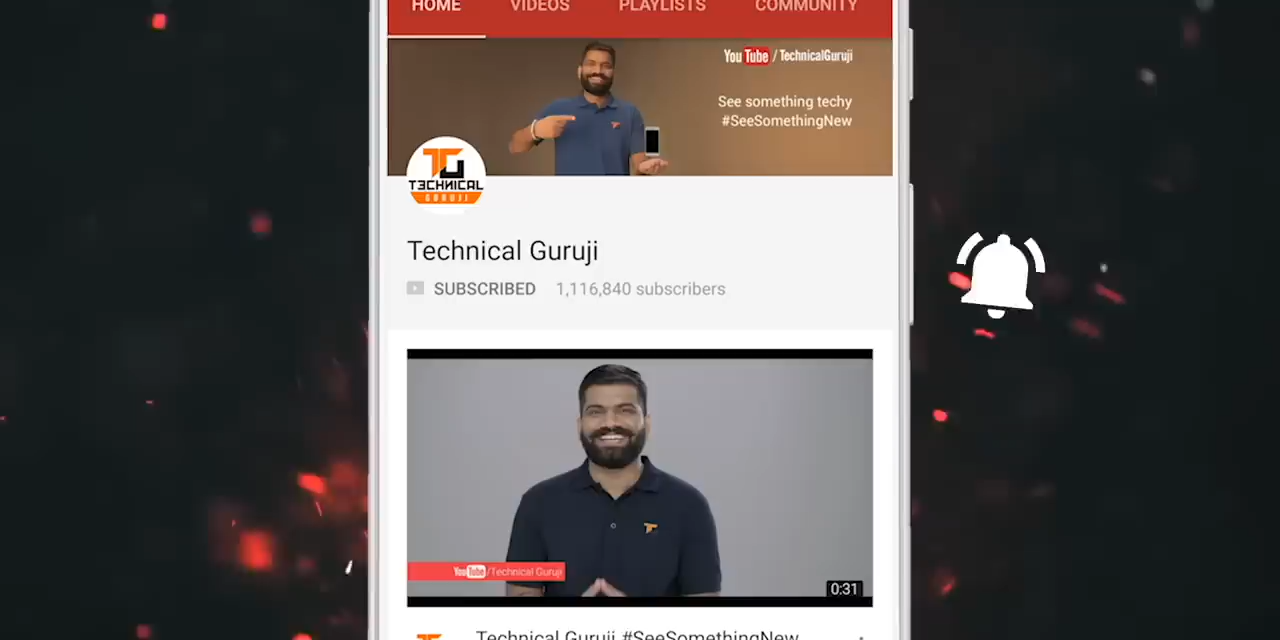 HOME VIDEOS PLAYLISTS COMMUNITY
YouTube / TechnicalGuruji
See something techy
#SeeSomethingNew
TG
TECHNICAL
GURUJI
Technical Guruji
SUBSCRIBED 1,116,840 subscribers
YouTube/Technical Guruji
0:31
Technical Guruji #SeeSomethingNew